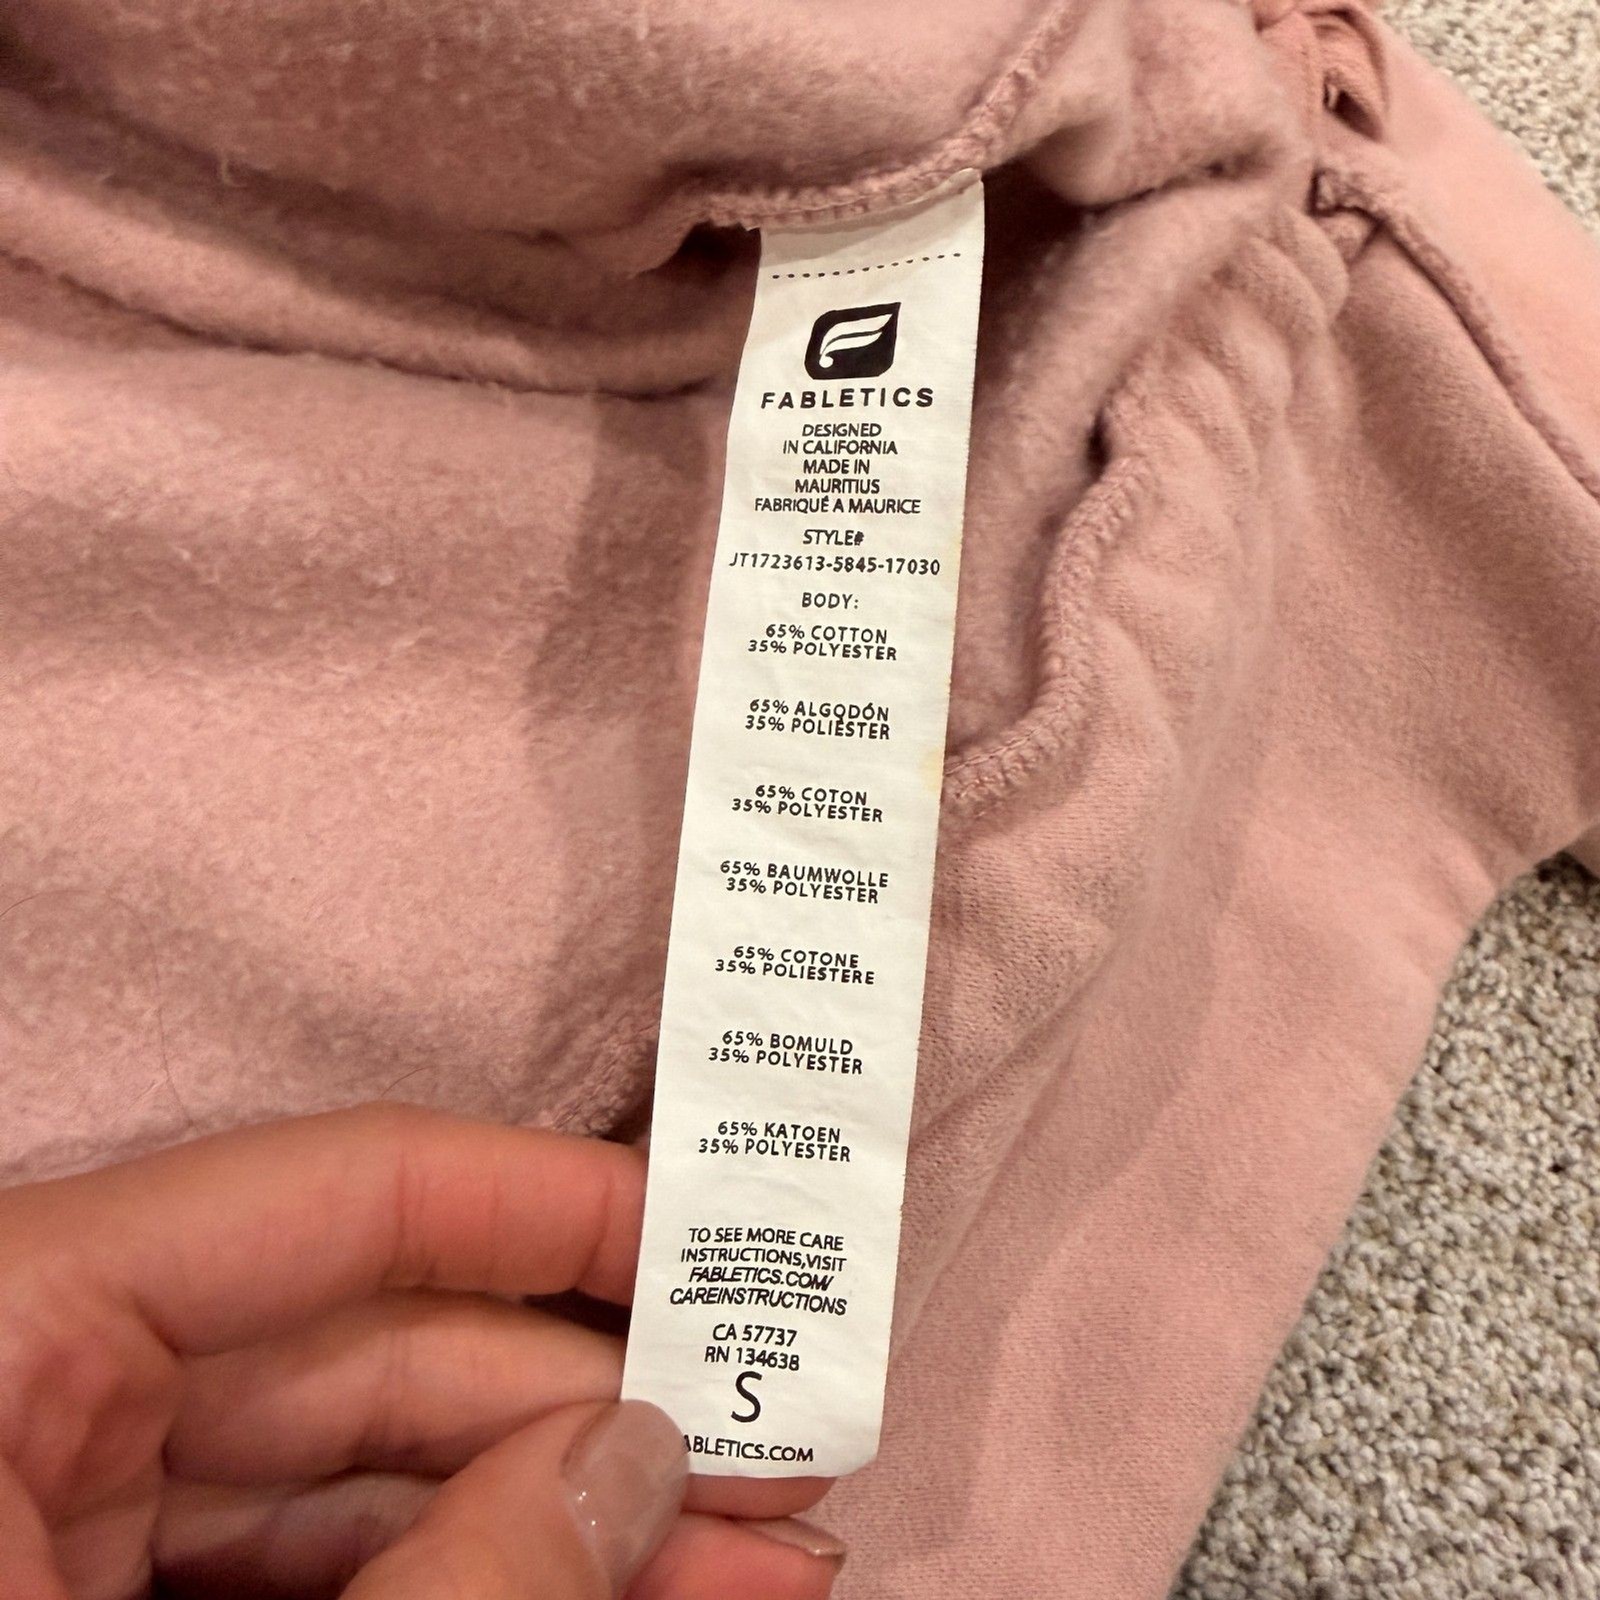 FABLETICS
DESIGNED
IN CALIFORNIA
MADE IN
MAURITIUS
FABRIQUÉ A MAURICE
STYLE#
JT1723613-5845-17030
BODY:
65% COTTON
35% POLYESTER
65% ALGODÓN
35% POLIÉSTER
65% COTON
35% POLYESTER
65% BAUMWOLLE
35% POLYESTER
65% COTONE
35% POLIESTERE
65% BOMULD
35% POLYESTER
65% KATOEN
35% POLYESTER
TO SEE MORE CARE
INSTRUCTIONS,VISIT
FABLETICS.COM/
CAREINSTRUCTIONS
CA 57737
RN 134638
S
ABLETICS.COM